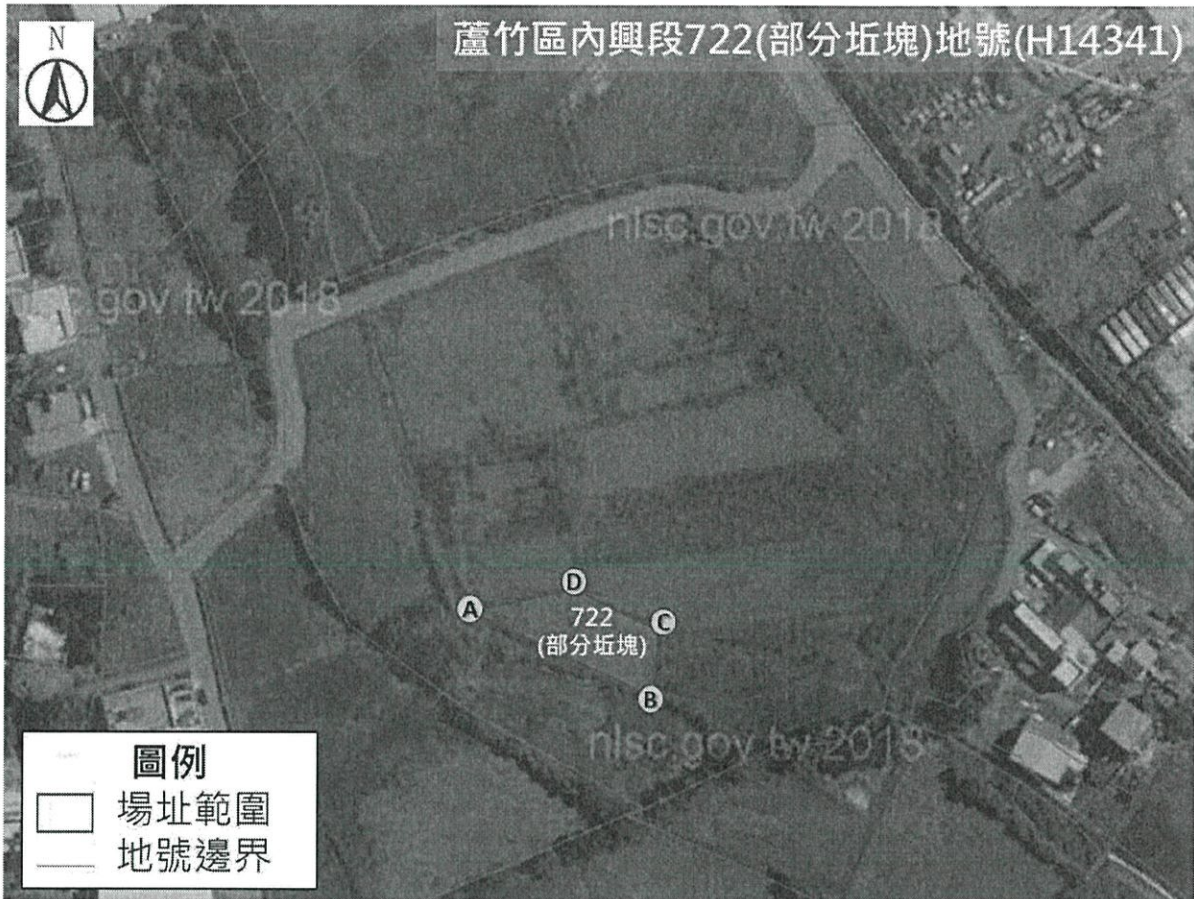 N
蘆竹區內興段722(部分坵塊)地號(H14341)
nlsc.gov.tw 2018
c.gov.tw 2018
D
A
C
722
(部分坵塊)
B
nlsc.gov.tw 2018
圖例
場址範圍
地號邊界